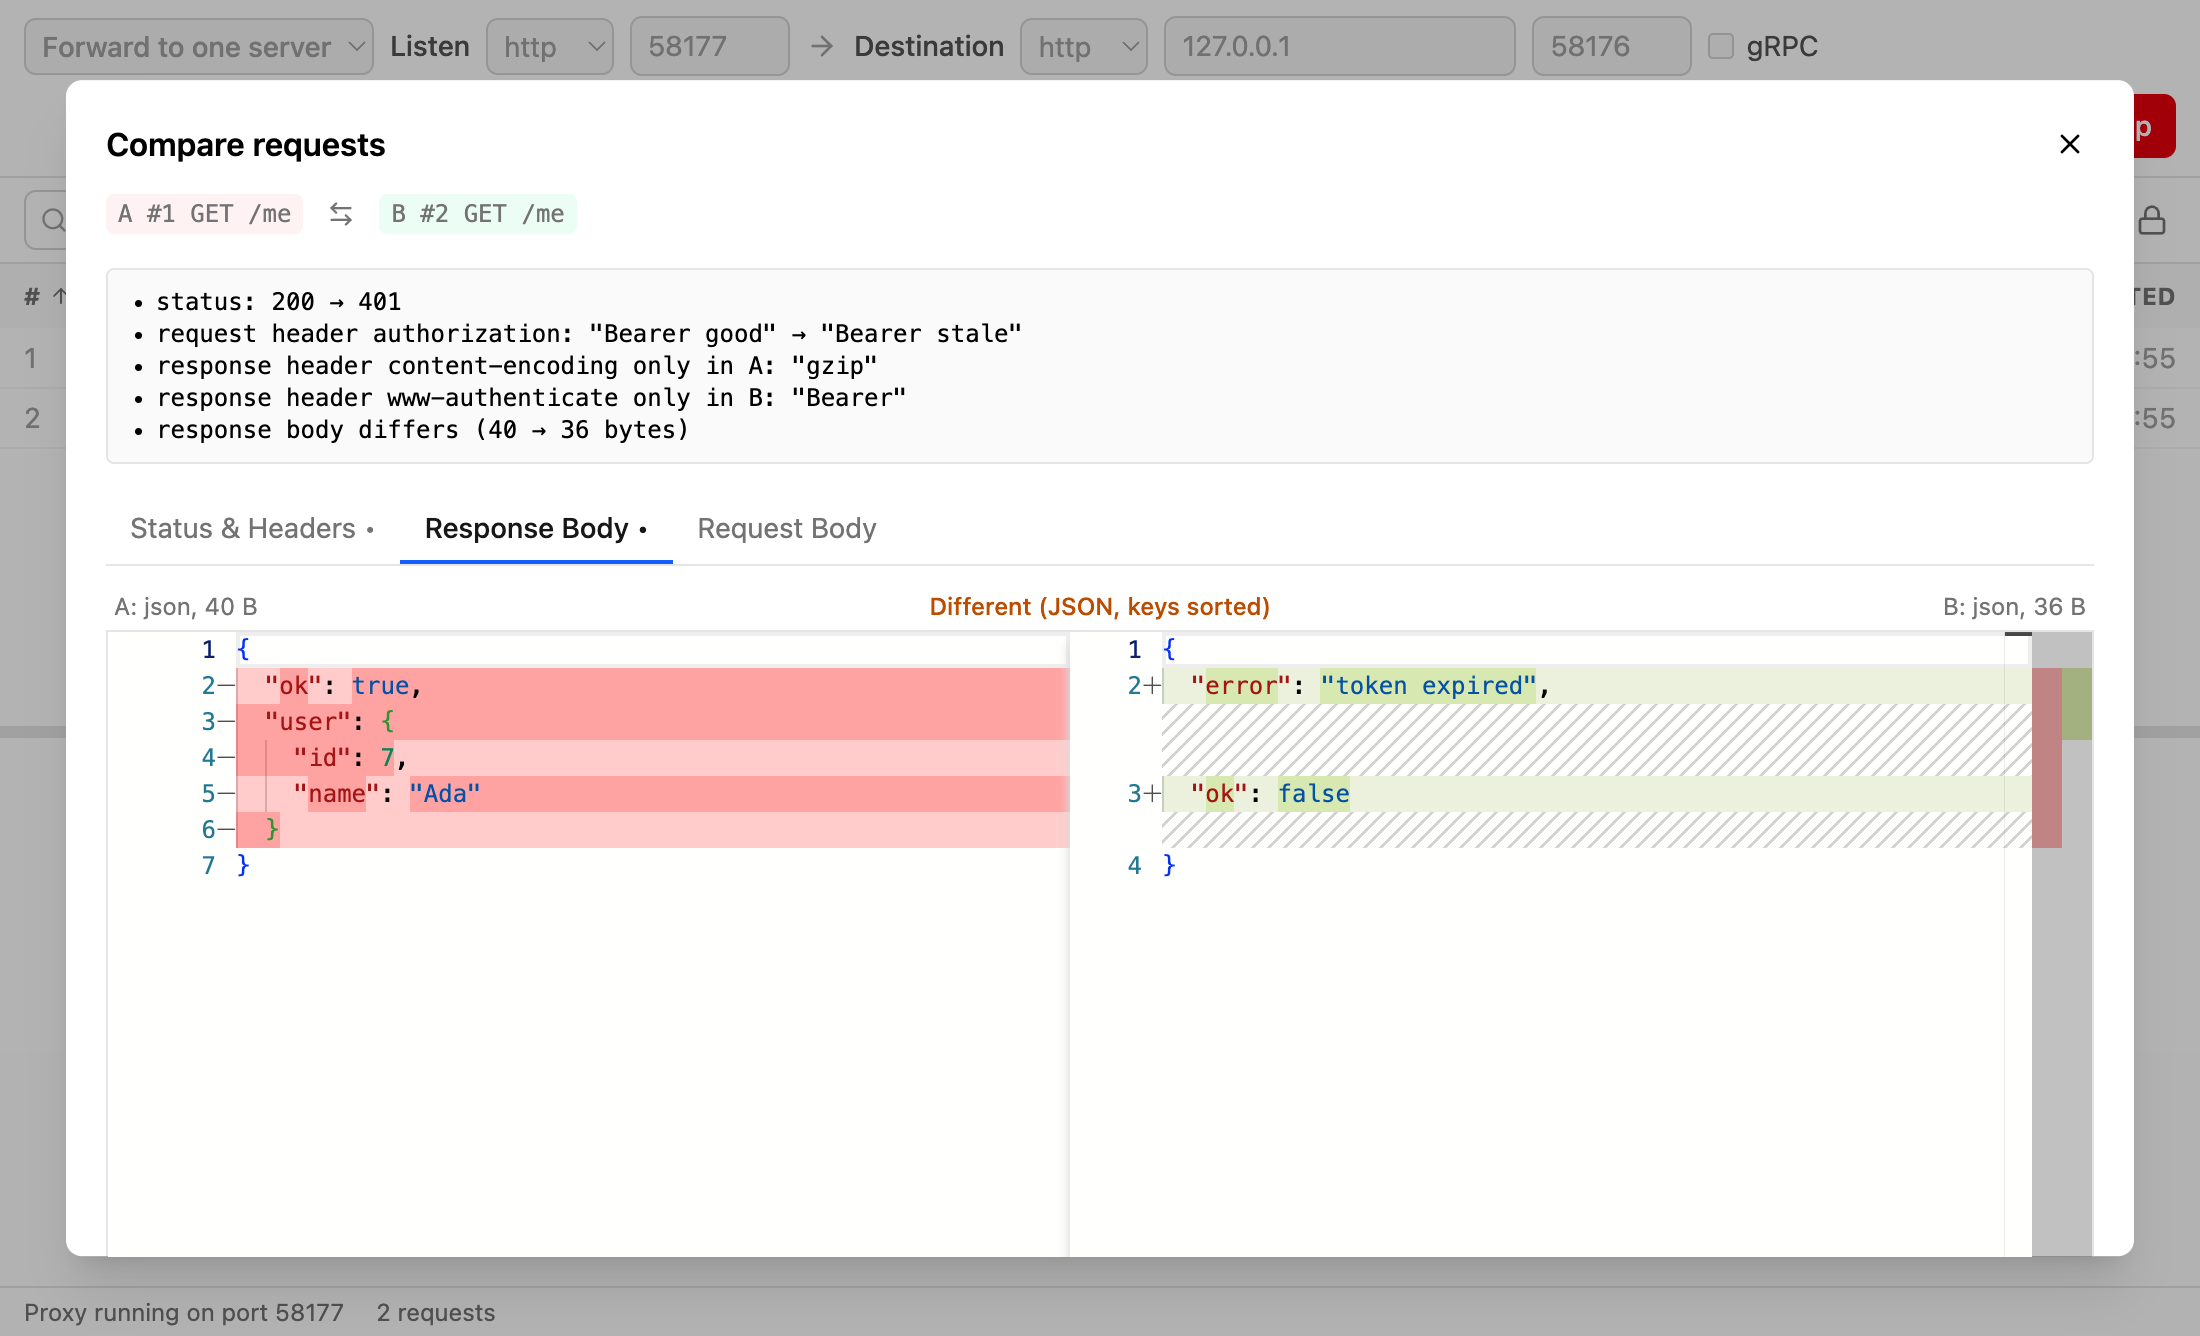 Forward to one server Listen http 58177 → Destination http 127.0.0.1 58176 gRPC
Compare requests
p
A #1 GET /me ⇆ B #2 GET /me
# ↑
TED
1
:55
2
:55
• status: 200 → 401
• request header authorization: "Bearer good" → "Bearer stale"
• response header content-encoding only in A: "gzip"
• response header www-authenticate only in B: "Bearer"
• response body differs (40 → 36 bytes)
Status & Headers • Response Body • Request Body
A: json, 40 B
Different (JSON, keys sorted)
B: json, 36 B
1 {
2− "ok": true,
3− "user": {
4− "id": 7,
5− "name": "Ada"
6− }
7 }
1 {
2+ "error": "token expired",
3+ "ok": false
4 }
Proxy running on port 58177 2 requests